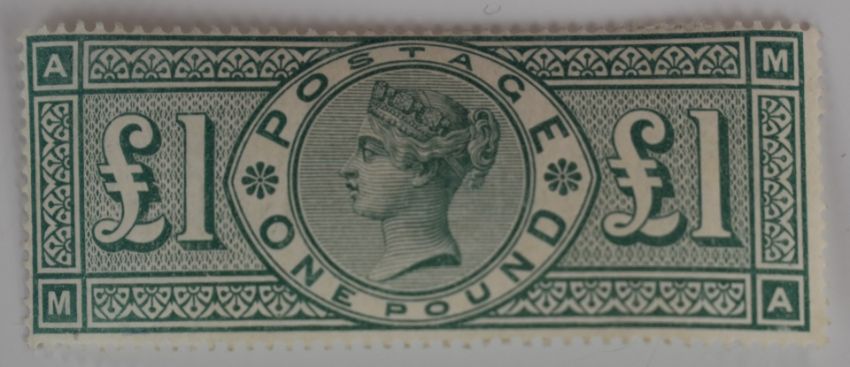 A M
POSTAGE
£1 £1
ONE POUND
M A